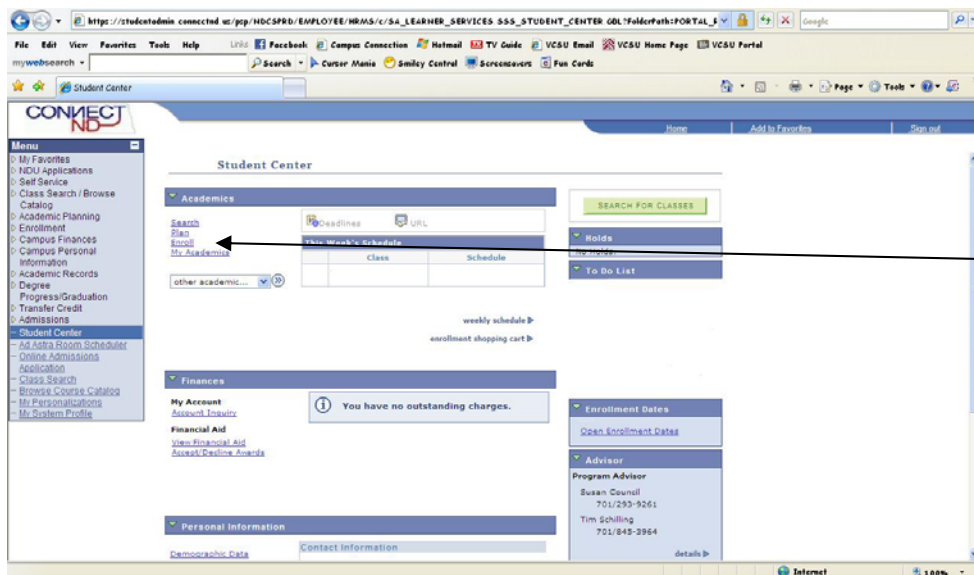 https://studentadmin.connectnd.us/psp/NDCSPRD/EMPLOYEE/HRMS/c/SA_LEARNER_SERVICES.SSS_STUDENT_CENTER.GBL?FolderPath=PORTAL_
Google
File Edit View Favorites Tools Help Links Facebook Campus Connection Hotmail TV Guide VCSU Email VCSU Home Page VCSU Portal
mywebsearch Search Cursor Mania Smiley Central Screensavers Fun Cards
Student Center Page Tools
CONNECT
ND
Home Add to Favorites Sign out
Menu
My Favorites
NDU Applications
Self Service
Class Search / Browse
Catalog
Academic Planning
Enrollment
Campus Finances
Campus Personal
Information
Academic Records
Degree
Progress/Graduation
Transfer Credit
Admissions
Student Center
Ad Astra Room Scheduler
Online Admissions
Application
Class Search
Browse Course Catalog
My Personalizations
My System Profile
Student Center
Academics
Search
Plan
Enroll
My Academics
other academic...
Deadlines URL
This Week's Schedule
Class Schedule
weekly schedule
enrollment shopping cart
SEARCH FOR CLASSES
Holds
No Holds
To Do List
Finances
My Account
Account Inquiry
Financial Aid
View Financial Aid
Accept/Decline Awards
You have no outstanding charges.
Enrollment Dates
Open Enrollment Dates
Advisor
Program Advisor
Susan Council
701/293-9261
Tim Schilling
701/845-3964
details
Personal Information
Demographic Data
Contact Information
Internet 100%